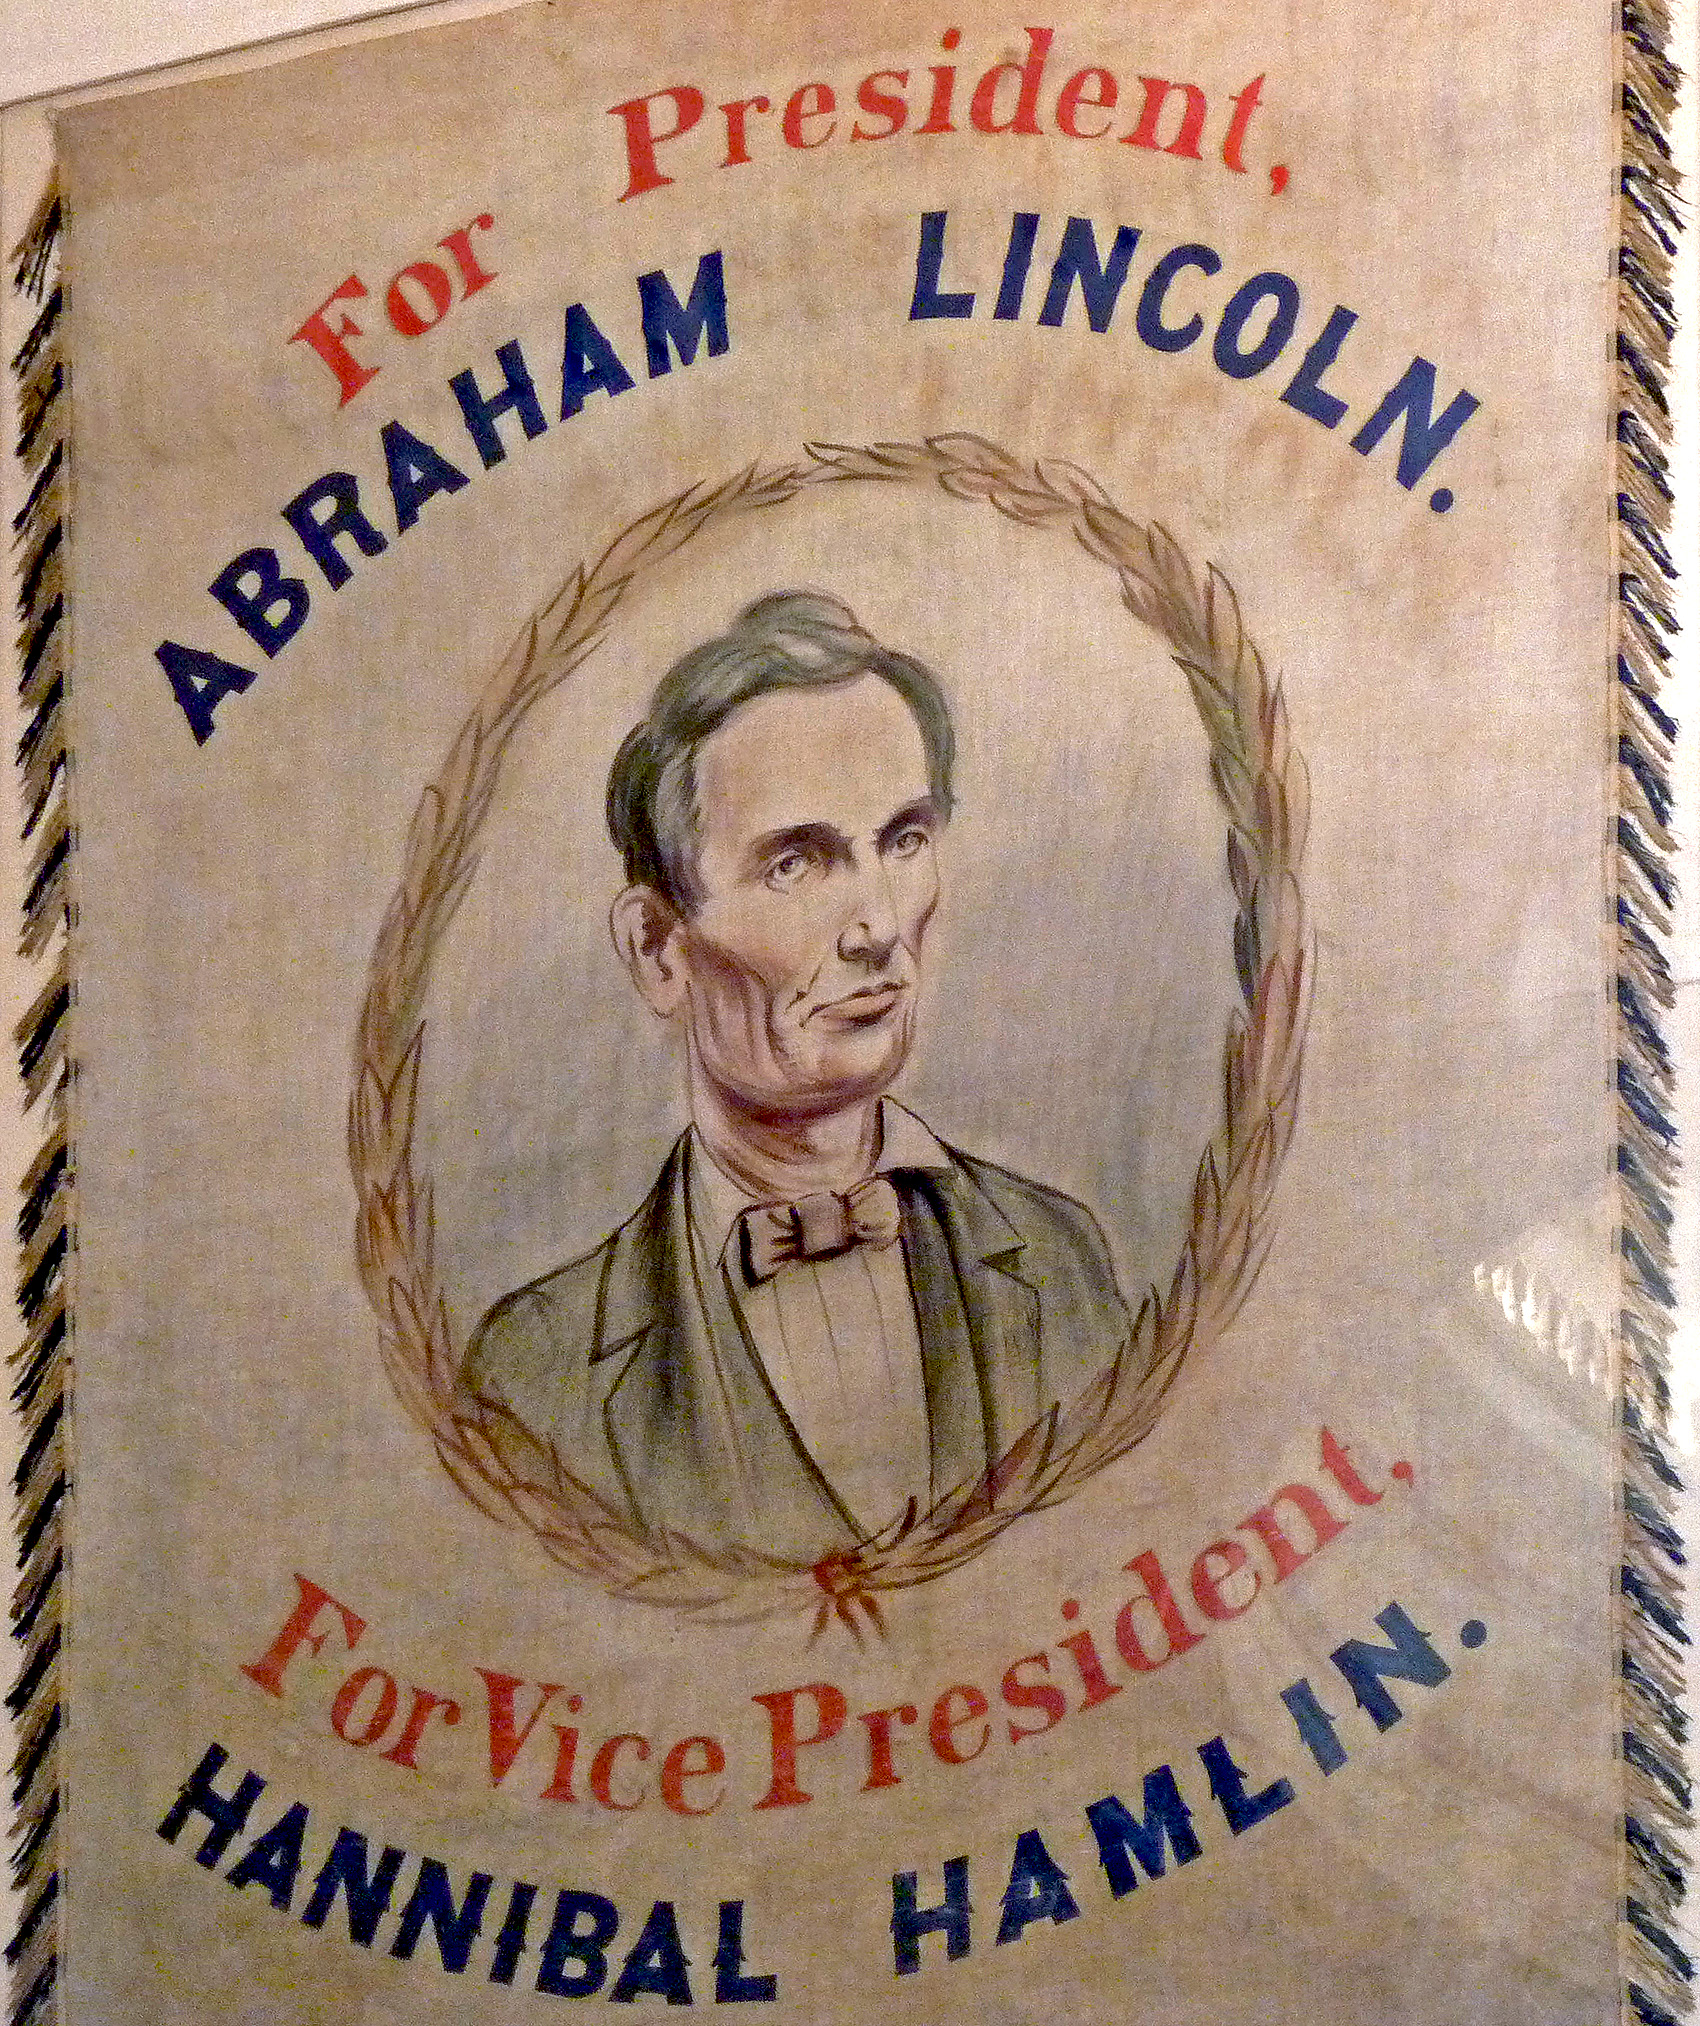 For President,
ABRAHAM LINCOLN.
For Vice President,
HANNIBAL HAMLIN.